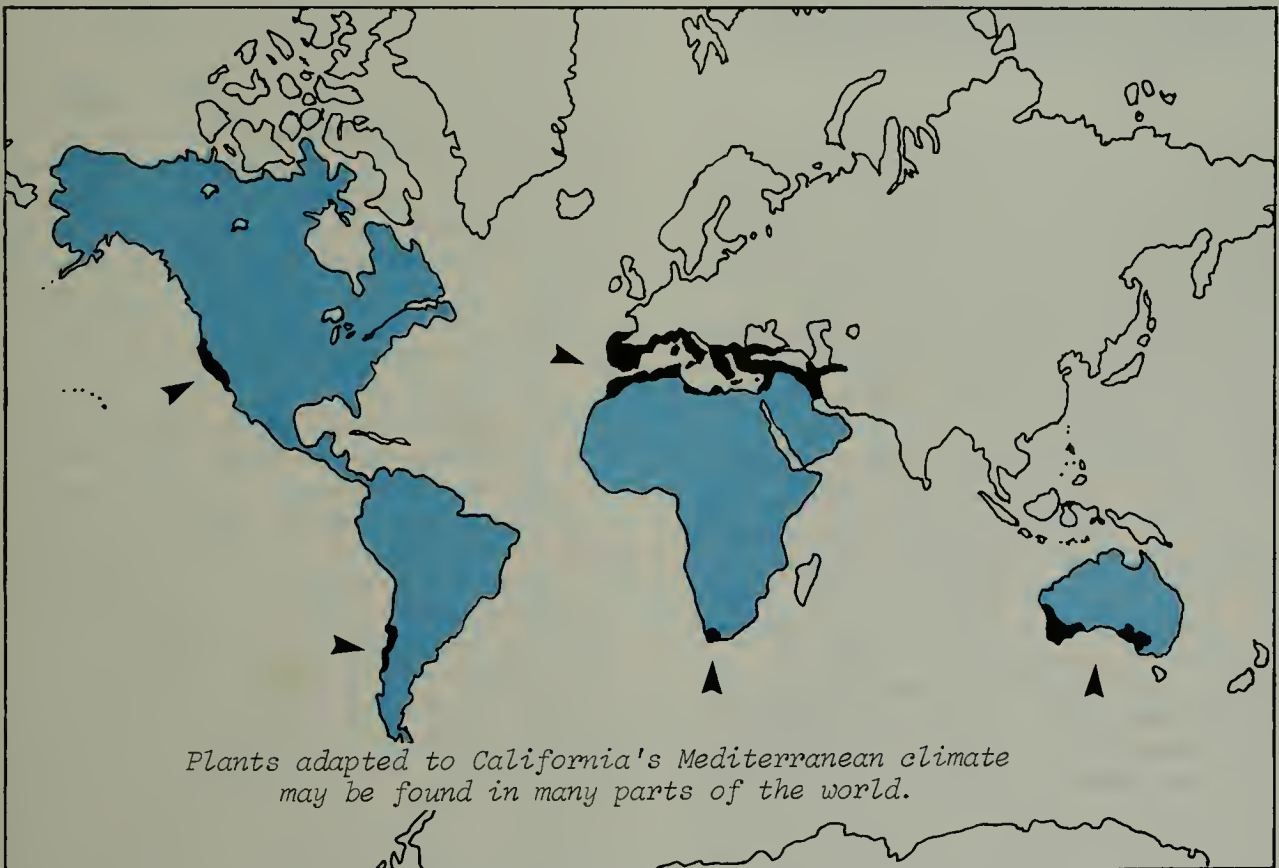 Plants adapted to California's Mediterranean climate
may be found in many parts of the world.